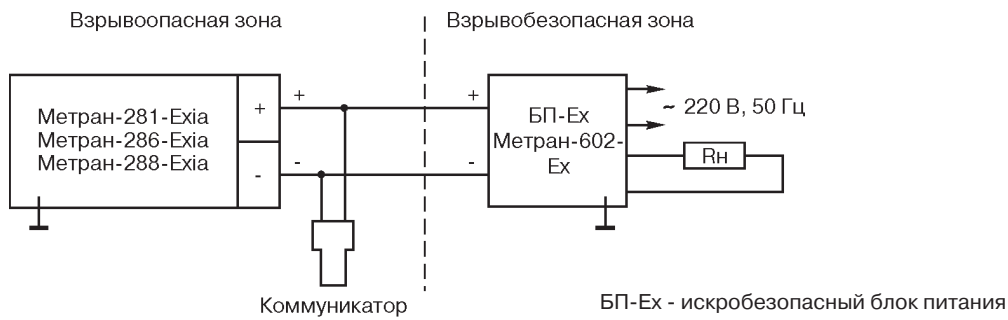 Взрывоопасная зона
Взрывобезопасная зона
Метран-281-Exia
Метран-286-Exia
Метран-288-Exia
+
-
+
-
+
-
БП-Ex
Метран-602-
Ex
~ 220 В, 50 Гц
Rн
Коммуникатор
БП-Ex - искробезопасный блок питания